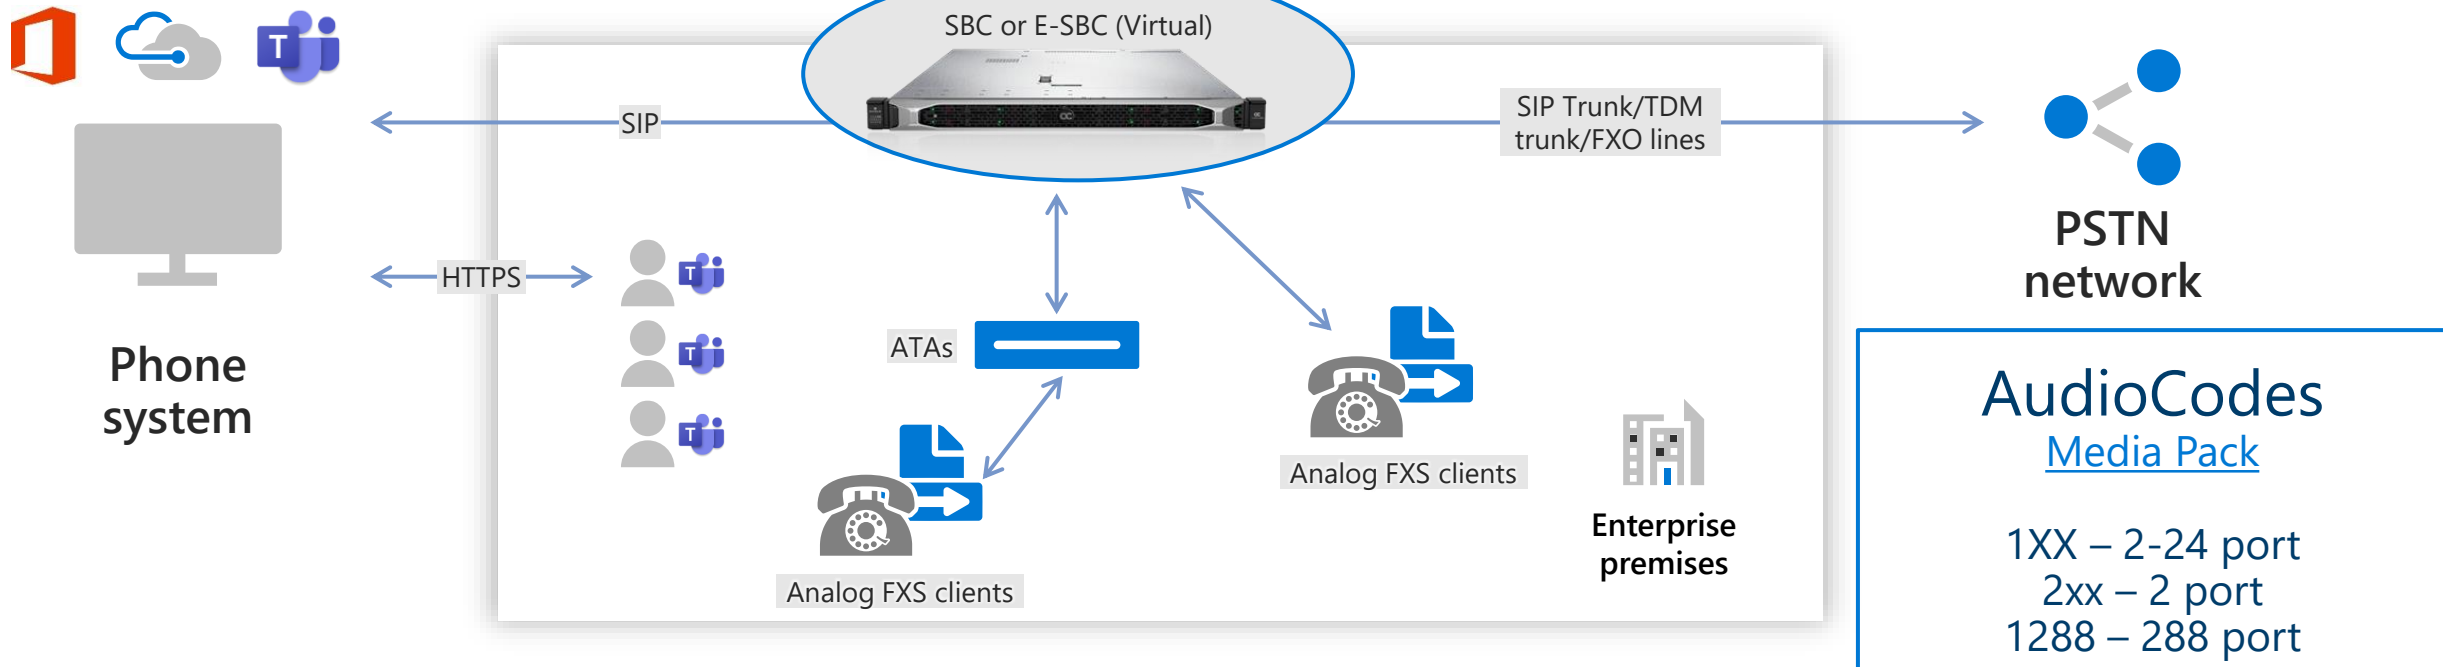 SBC or E-SBC (Virtual)
SIP
SIP Trunk/TDM
trunk/FXO lines
PSTN
network
HTTPS
Phone
system
ATAs
Analog FXS clients
Analog FXS clients
Enterprise
premises
AudioCodes
Media Pack
1XX – 2-24 port
2xx – 2 port
1288 – 288 port
T
T
T
T